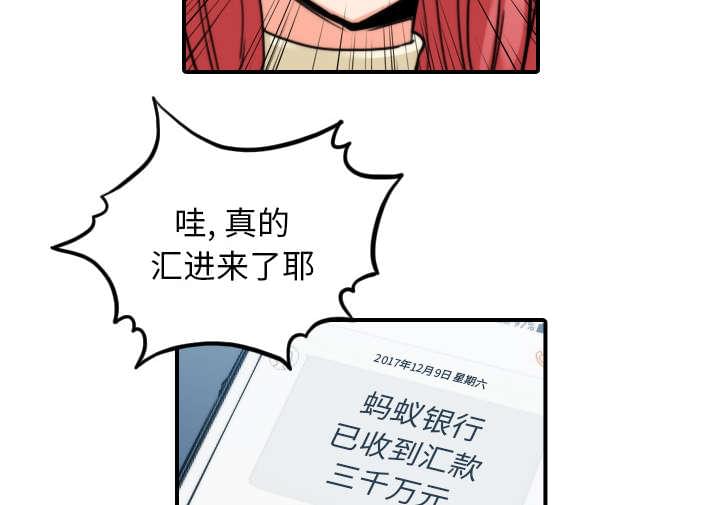 哇, 真的
汇进来了耶
97%
2017年12月9日 星期六
蚂蚁银行
已收到汇款
三千万元